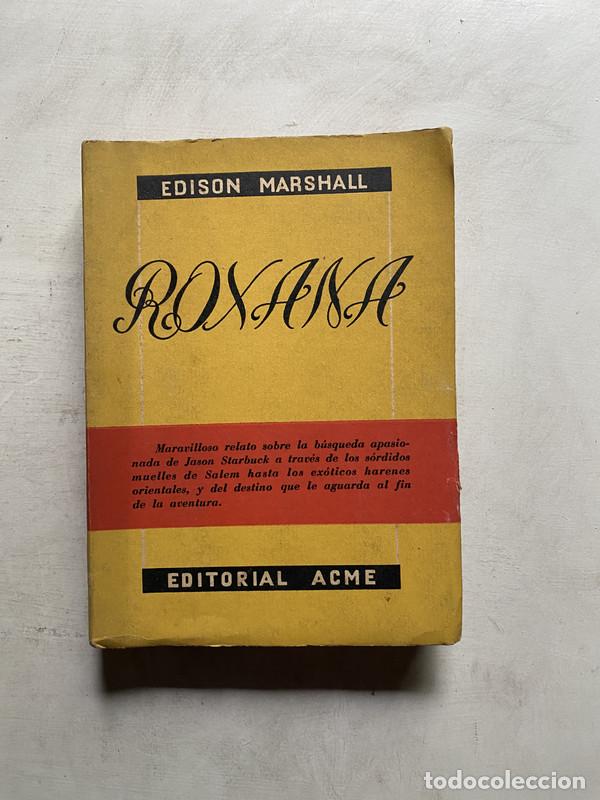 EDISON MARSHALL
ROXANA
Maravilloso relato sobre la búsqueda apasio-
nada de Jason Starbuck a través de los sórdidos
muelles de Salem hasta los exóticos harenes
orientales, y del destino que le aguarda al fin
de la aventura.
EDITORIAL ACME
todocoleccion